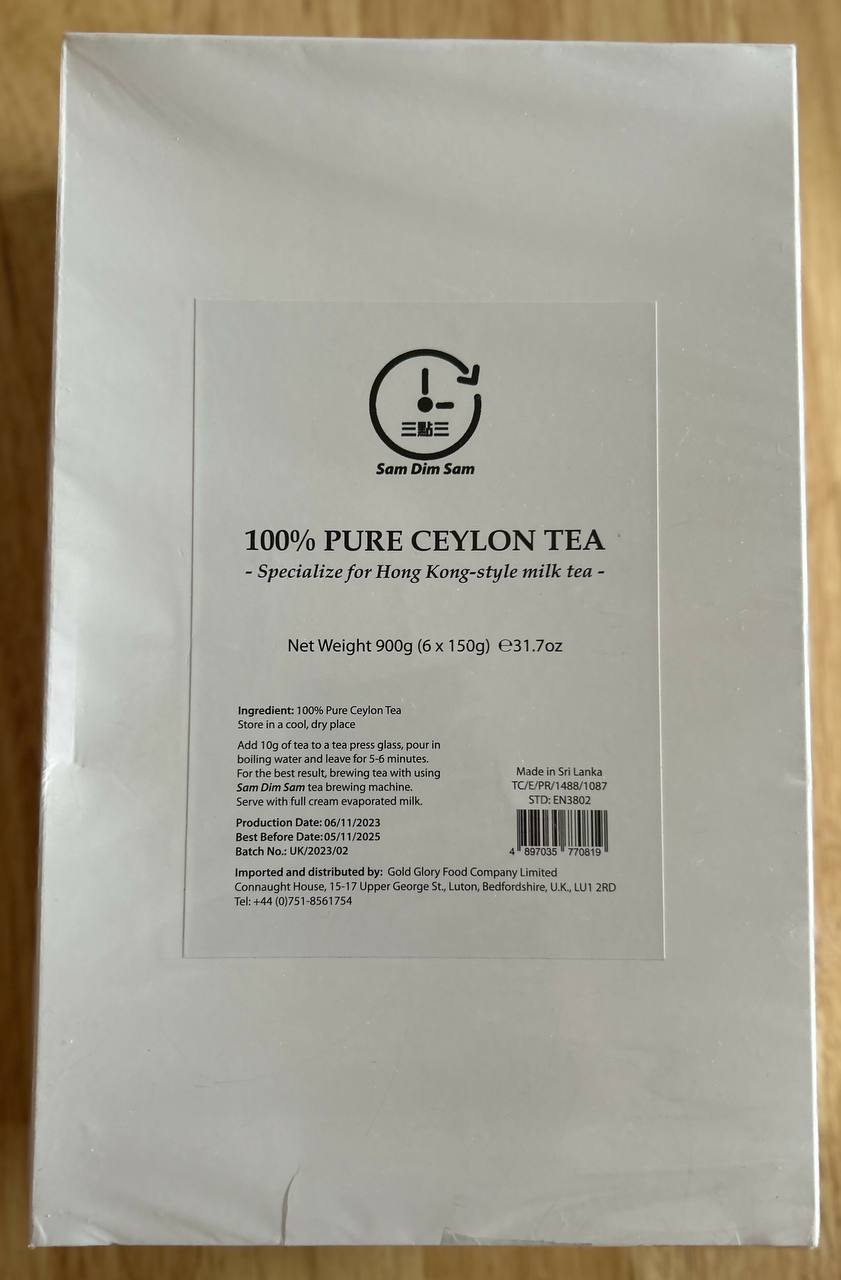 三點三
Sam Dim Sam
100% PURE CEYLON TEA
- Specialize for Hong Kong-style milk tea -
Net Weight 900g (6 x 150g) ℮31.7oz
Ingredient: 100% Pure Ceylon Tea
Store in a cool, dry place
Add 10g of tea to a tea press glass, pour in
boiling water and leave for 5-6 minutes.
For the best result, brewing tea with using
Sam Dim Sam tea brewing machine.
Serve with full cream evaporated milk.
Production Date: 06/11/2023
Best Before Date: 05/11/2025
Batch No.: UK/2023/02
Made in Sri Lanka
TC/E/PR/1488/1087
STD: EN3802
4 897035 770819
Imported and distributed by: Gold Glory Food Company Limited
Connaught House, 15-17 Upper George St., Luton, Bedfordshire, U.K., LU1 2RD
Tel: +44 (0)751-8561754